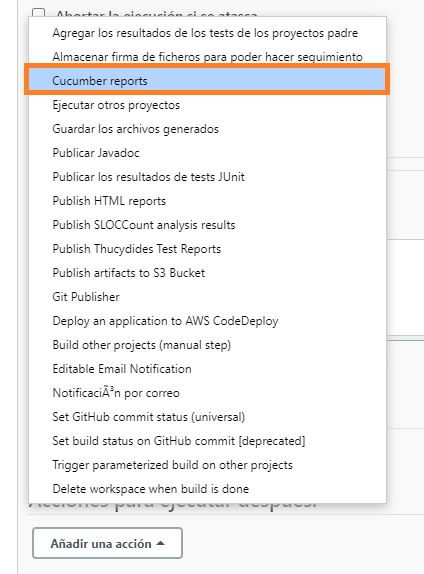 Abortar la ejecución si se atasca
Agregar los resultados de los tests de los proyectos padre
Almacenar firma de ficheros para poder hacer seguimiento
Cucumber reports
Ejecutar otros proyectos
Guardar los archivos generados
Publicar Javadoc
Publicar los resultados de tests JUnit
Publish HTML reports
Publish SLOCCount analysis results
Publish Thucydides Test Reports
Publish artifacts to S3 Bucket
Git Publisher
Deploy an application to AWS CodeDeploy
Build other projects (manual step)
Editable Email Notification
NotificaciÃ³n por correo
Set GitHub commit status (universal)
Set build status on GitHub commit [deprecated]
Trigger parameterized build on other projects
Delete workspace when build is done
Acciones para ejecutar después.
Añadir una acción